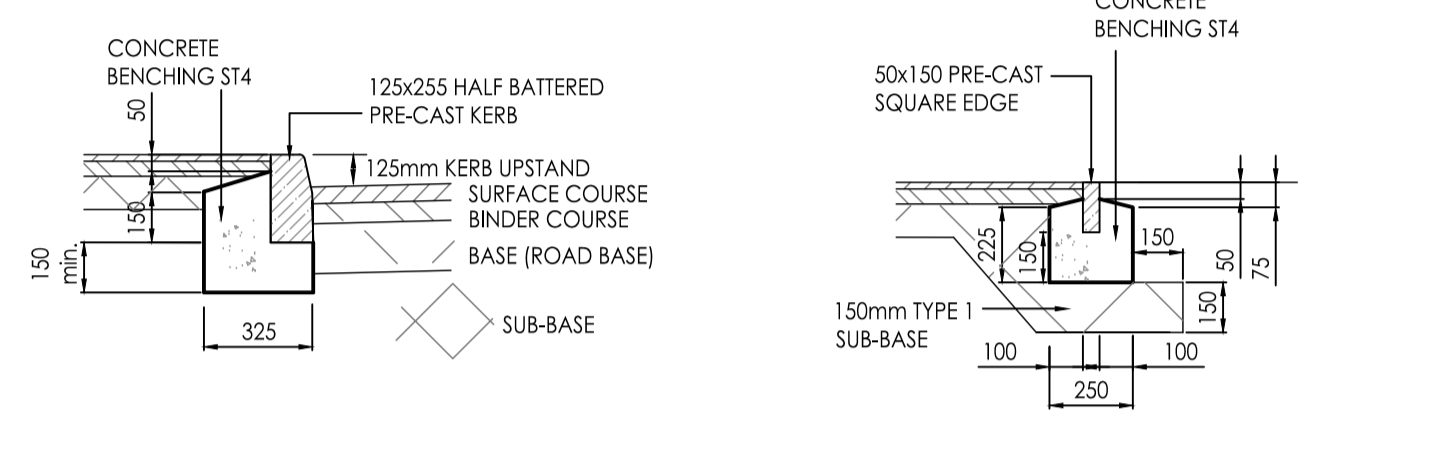 CONCRETE
BENCHING ST4
50
125x255 HALF BATTERED
PRE-CAST KERB
125mm KERB UPSTAND
SURFACE COURSE
BINDER COURSE
150
BASE (ROAD BASE)
150
min.
SUB-BASE
325
CONCRETE
BENCHING ST4
50x150 PRE-CAST
SQUARE EDGE
225
150
150
50
75
150
150mm TYPE 1
SUB-BASE
100
100
250